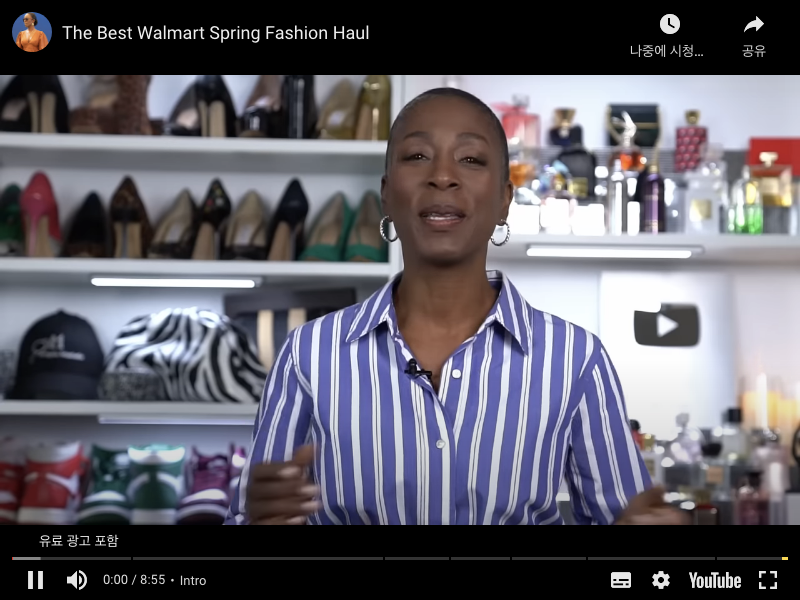 The Best Walmart Spring Fashion Haul
나중에 시청...
공유
유료 광고 포함
0:00 / 8:55 • Intro
YouTube